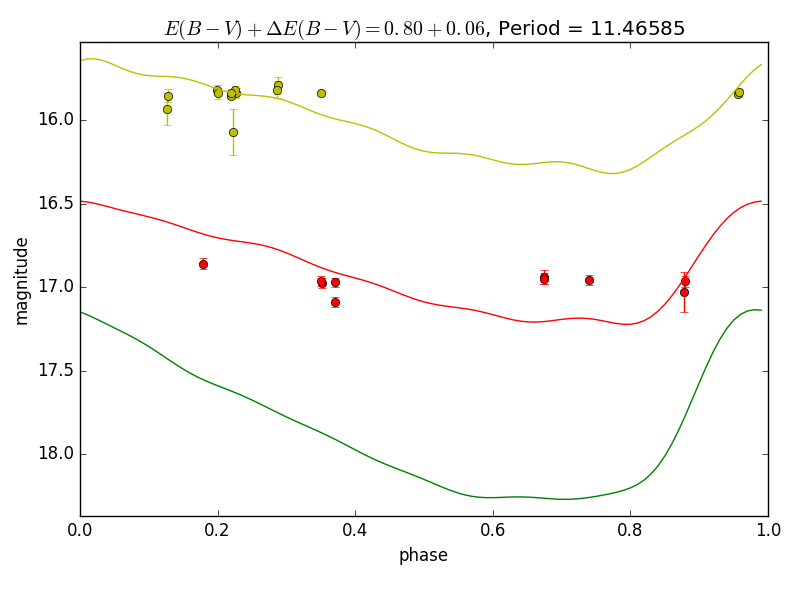 E(B − V) + ΔE(B − V) = 0.80 + 0.06, Period = 11.46585
magnitude
16.0
16.5
17.0
17.5
18.0
0.0 0.2 0.4 0.6 0.8 1.0
phase